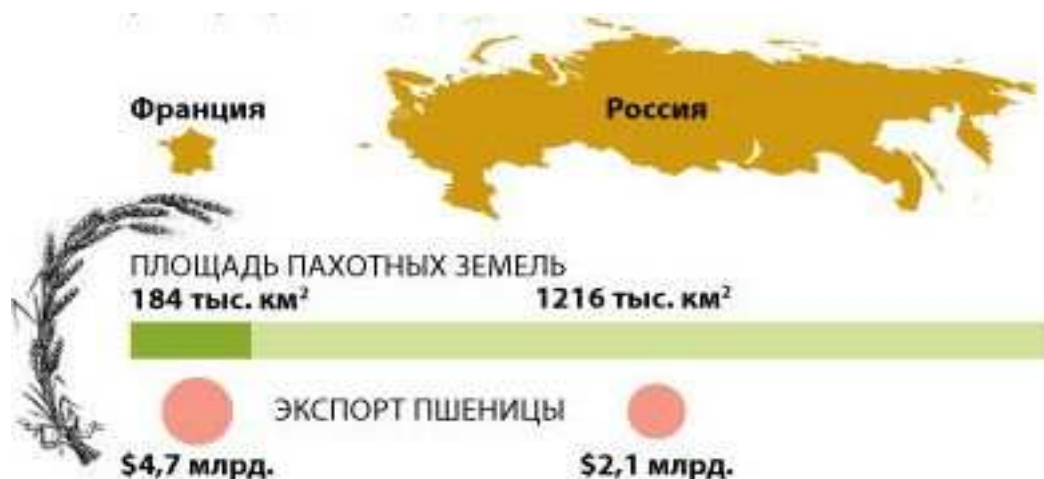 Франция
Россия
ПЛОЩАДЬ ПАХОТНЫХ ЗЕМЕЛЬ
184 тыс. км² 1216 тыс. км²
ЭКСПОРТ ПШЕНИЦЫ
$4,7 млрд. $2,1 млрд.